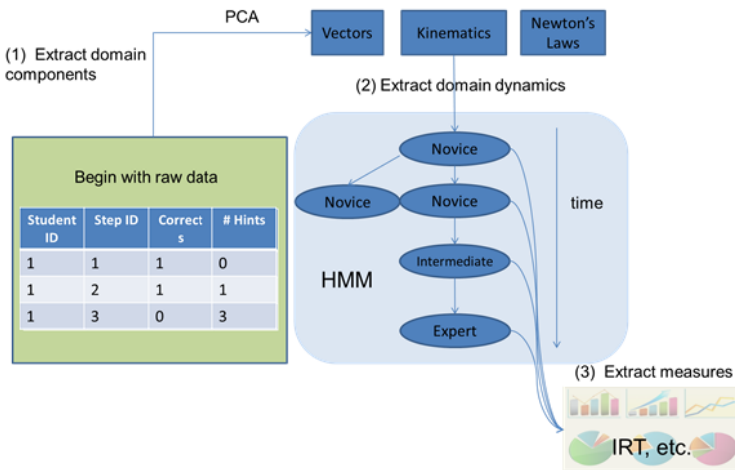 PCA
(1) Extract domain
components
Vectors
Kinematics
Newton's
Laws
(2) Extract domain dynamics
Begin with raw data
Student
ID
Step ID
Correct
s
# Hints
1 1 1 0
1 2 1 1
1 3 0 3
Novice
Novice
Novice
time
HMM
Intermediate
Expert
(3) Extract measures
IRT, etc.